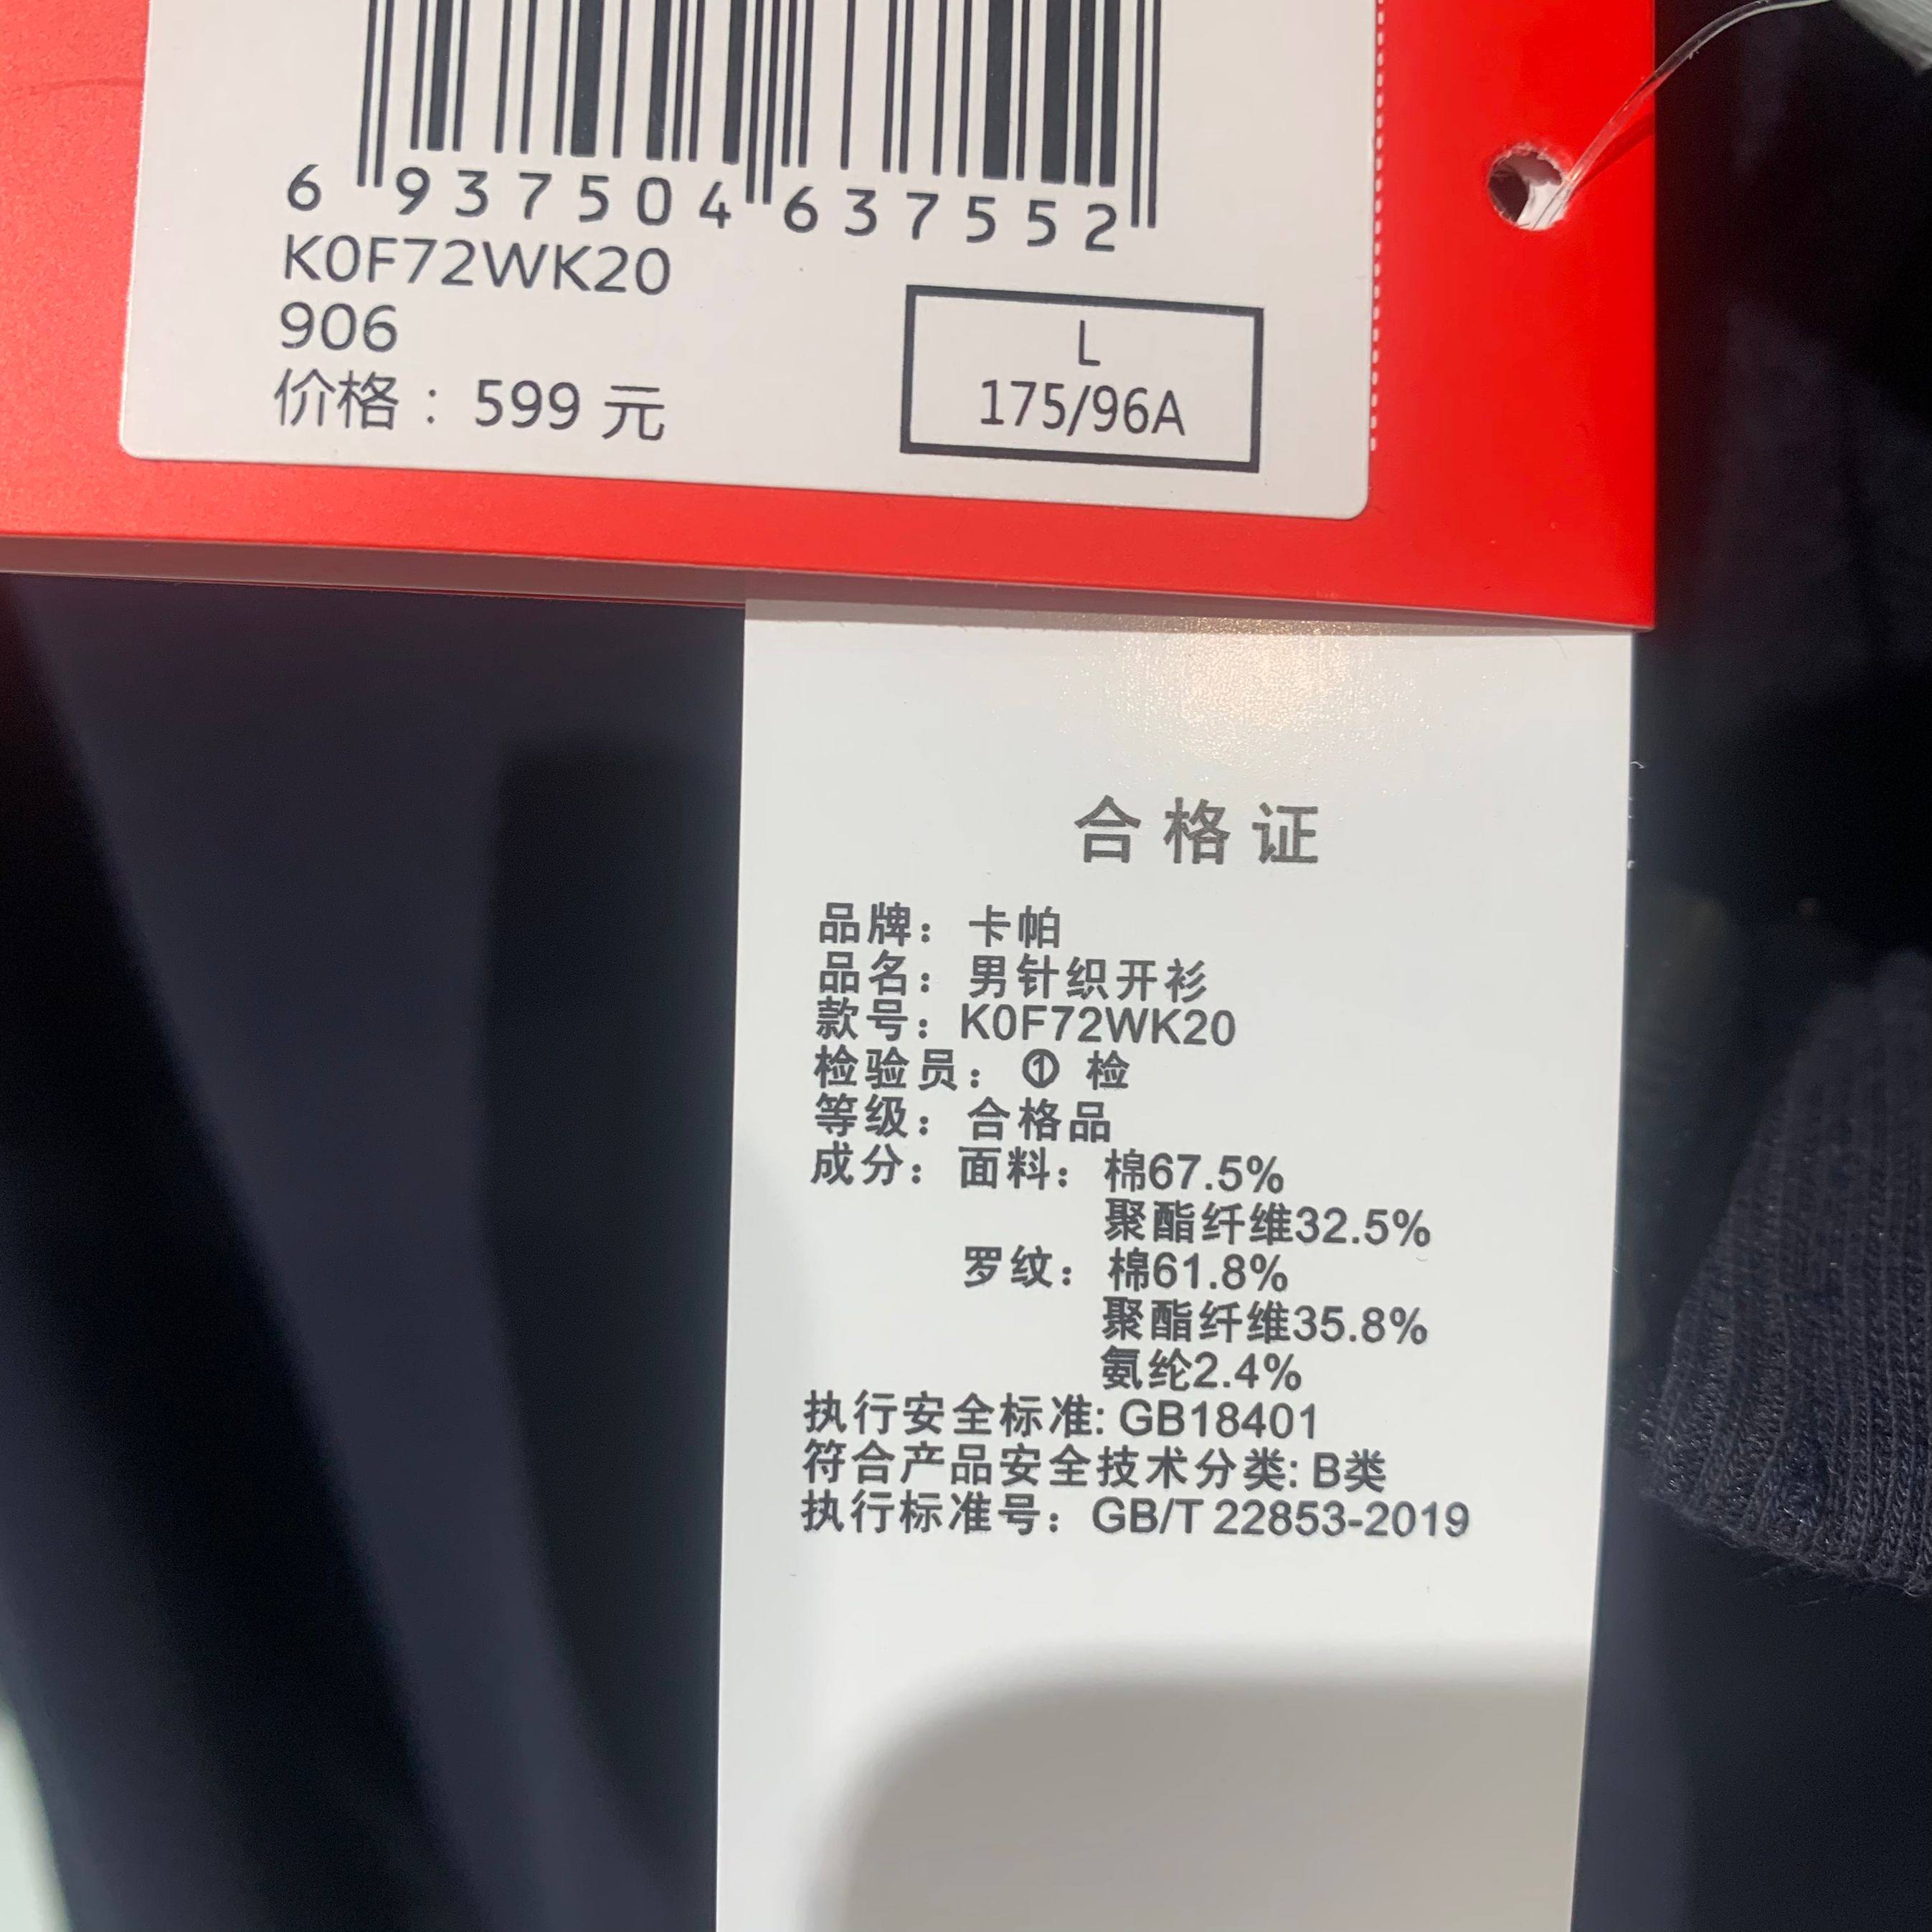 6 937504 637552
K0F72WK20
906
价格：599 元
L
175/96A
合格证
品牌：卡帕
品名：男针织开衫
款号：K0F72WK20
检验员：① 检
等级：合格品
成分：面料：棉67.5%
聚酯纤维32.5%
罗纹：棉61.8%
聚酯纤维35.8%
氨纶2.4%
执行安全标准: GB18401
符合产品安全技术分类: B类
执行标准号：GB/T 22853-2019